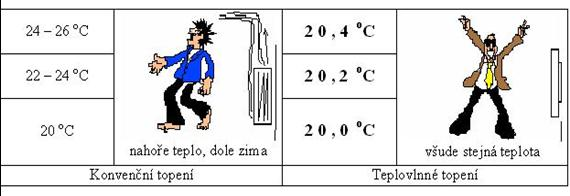 24 – 26 °C
22 – 24 °C
20 °C
nahoře teplo, dole zima
20,4 °C
20,2 °C
20,0 °C
všude stejná teplota
Konvenční topení
Teplovlnné topení